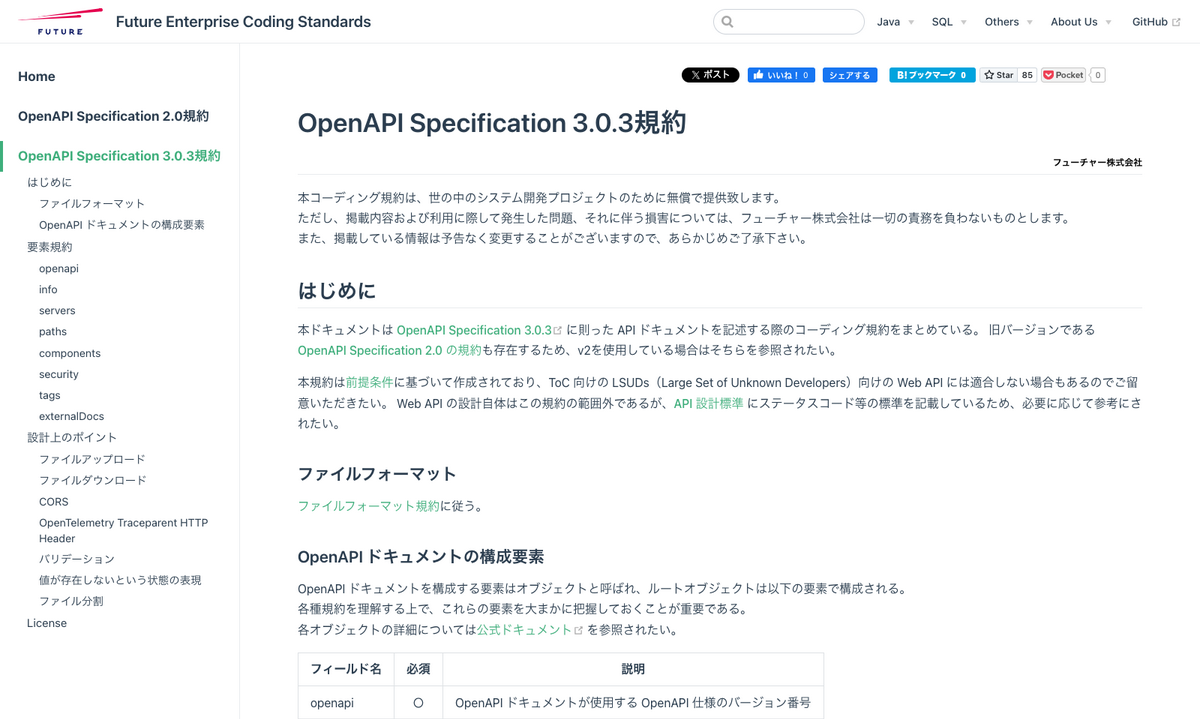 FUTURE
Future Enterprise Coding Standards
Java
SQL
Others
About Us
GitHub
Home
OpenAPI Specification 2.0規約
OpenAPI Specification 3.0.3規約
はじめに
ファイルフォーマット
OpenAPI ドキュメントの構成要素
要素規約
openapi
info
servers
paths
components
security
tags
externalDocs
設計上のポイント
ファイルアップロード
ファイルダウンロード
CORS
OpenTelemetry Traceparent HTTP
Header
バリデーション
値が存在しないという状態の表現
ファイル分割
License
ポスト
いいね！ 0
シェアする
B!ブックマーク 0
Star 85
Pocket 0
OpenAPI Specification 3.0.3規約
フューチャー株式会社
本コーディング規約は、世の中のシステム開発プロジェクトのために無償で提供致します。
ただし、掲載内容および利用に際して発生した問題、それに伴う損害については、フューチャー株式会社は一切の責務を負わないものとします。
また、掲載している情報は予告なく変更することがございますので、あらかじめご了承下さい。
はじめに
本ドキュメントは OpenAPI Specification 3.0.3 に則った API ドキュメントを記述する際のコーディング規約をまとめている。 旧バージョンである
OpenAPI Specification 2.0 の規約も存在するため、v2を使用している場合はそちらを参照されたい。
本規約は前提条件に基づいて作成されており、ToC 向けの LSUDs（Large Set of Unknown Developers）向けの Web API には適合しない場合もあるのでご留
意いただきたい。 Web API の設計自体はこの規約の範囲外であるが、API 設計標準 にステータスコード等の標準を記載しているため、必要に応じて参考にさ
れたい。
ファイルフォーマット
ファイルフォーマット規約に従う。
OpenAPI ドキュメントの構成要素
OpenAPI ドキュメントを構成する要素はオブジェクトと呼ばれ、ルートオブジェクトは以下の要素で構成される。
各種規約を理解する上で、これらの要素を大まかに把握しておくことが重要である。
各オブジェクトの詳細については公式ドキュメント を参照されたい。
フィールド名 必須 説明
openapi 〇 OpenAPI ドキュメントが使用する OpenAPI 仕様のバージョン番号